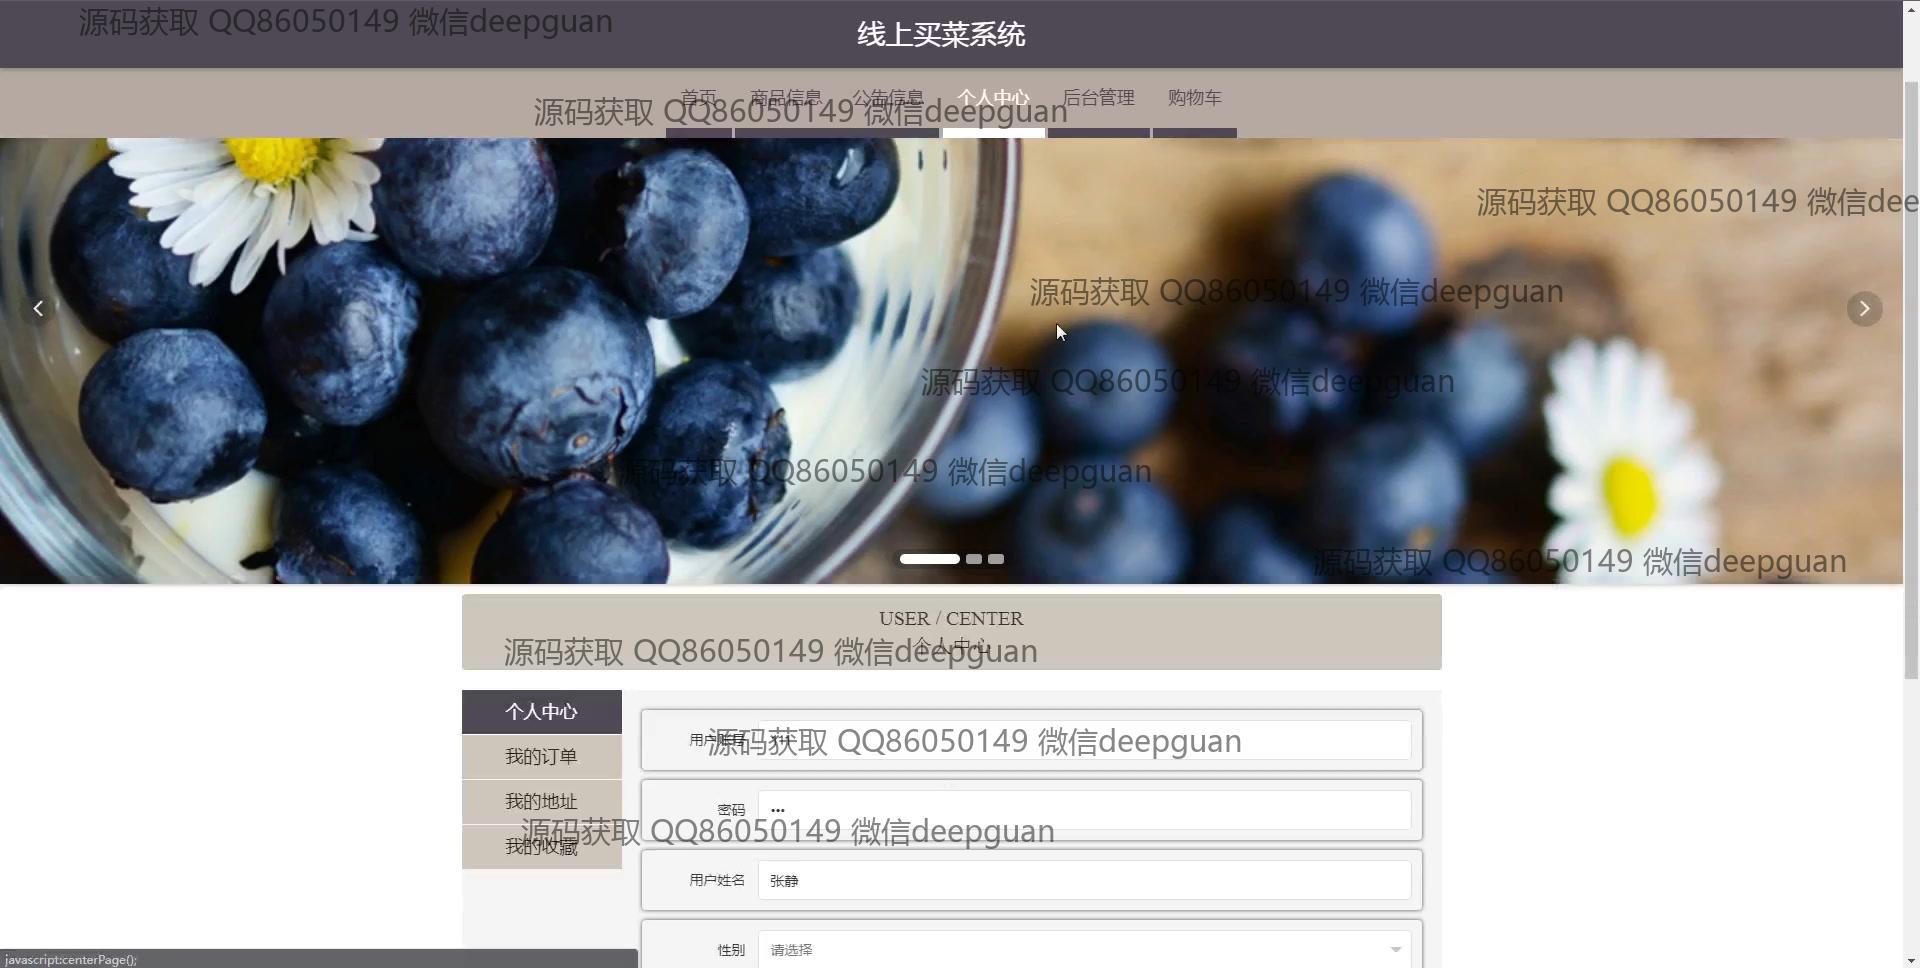 源码获取 QQ86050149 微信deepguan
线上买菜系统
首页 商品信息 公告信息 个人中心 后台管理 购物车
源码获取 QQ86050149 微信deepguan
源码获取 QQ86050149 微信dee
源码获取 QQ86050149 微信deepguan
源码获取 QQ86050149 微信deepguan
源码获取 QQ86050149 微信deepguan
源码获取 QQ86050149 微信deepguan
USER / CENTER
个人中心
源码获取 QQ86050149 微信deepguan
个人中心
用户账号
源码获取 QQ86050149 微信deepguan
我的订单
我的地址
密码 •••
源码获取 QQ86050149 微信deepguan
我的收藏
用户姓名 张静
性别 请选择
javascript:centerPage();